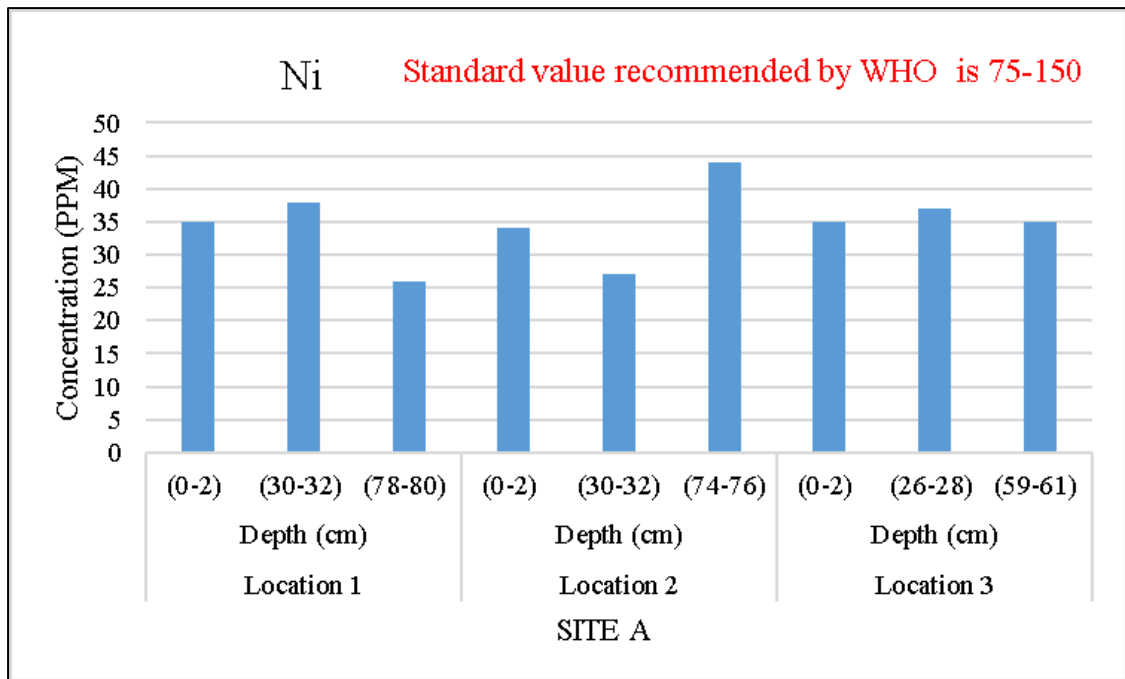 Ni
Standard value recommended by WHO is 75-150
Concentration (PPM)
50
45
40
35
30
25
20
15
10
5
0
(0-2) (30-32) (78-80) (0-2) (30-32) (74-76) (0-2) (26-28) (59-61)
Depth (cm) Depth (cm) Depth (cm)
Location 1 Location 2 Location 3
SITE A